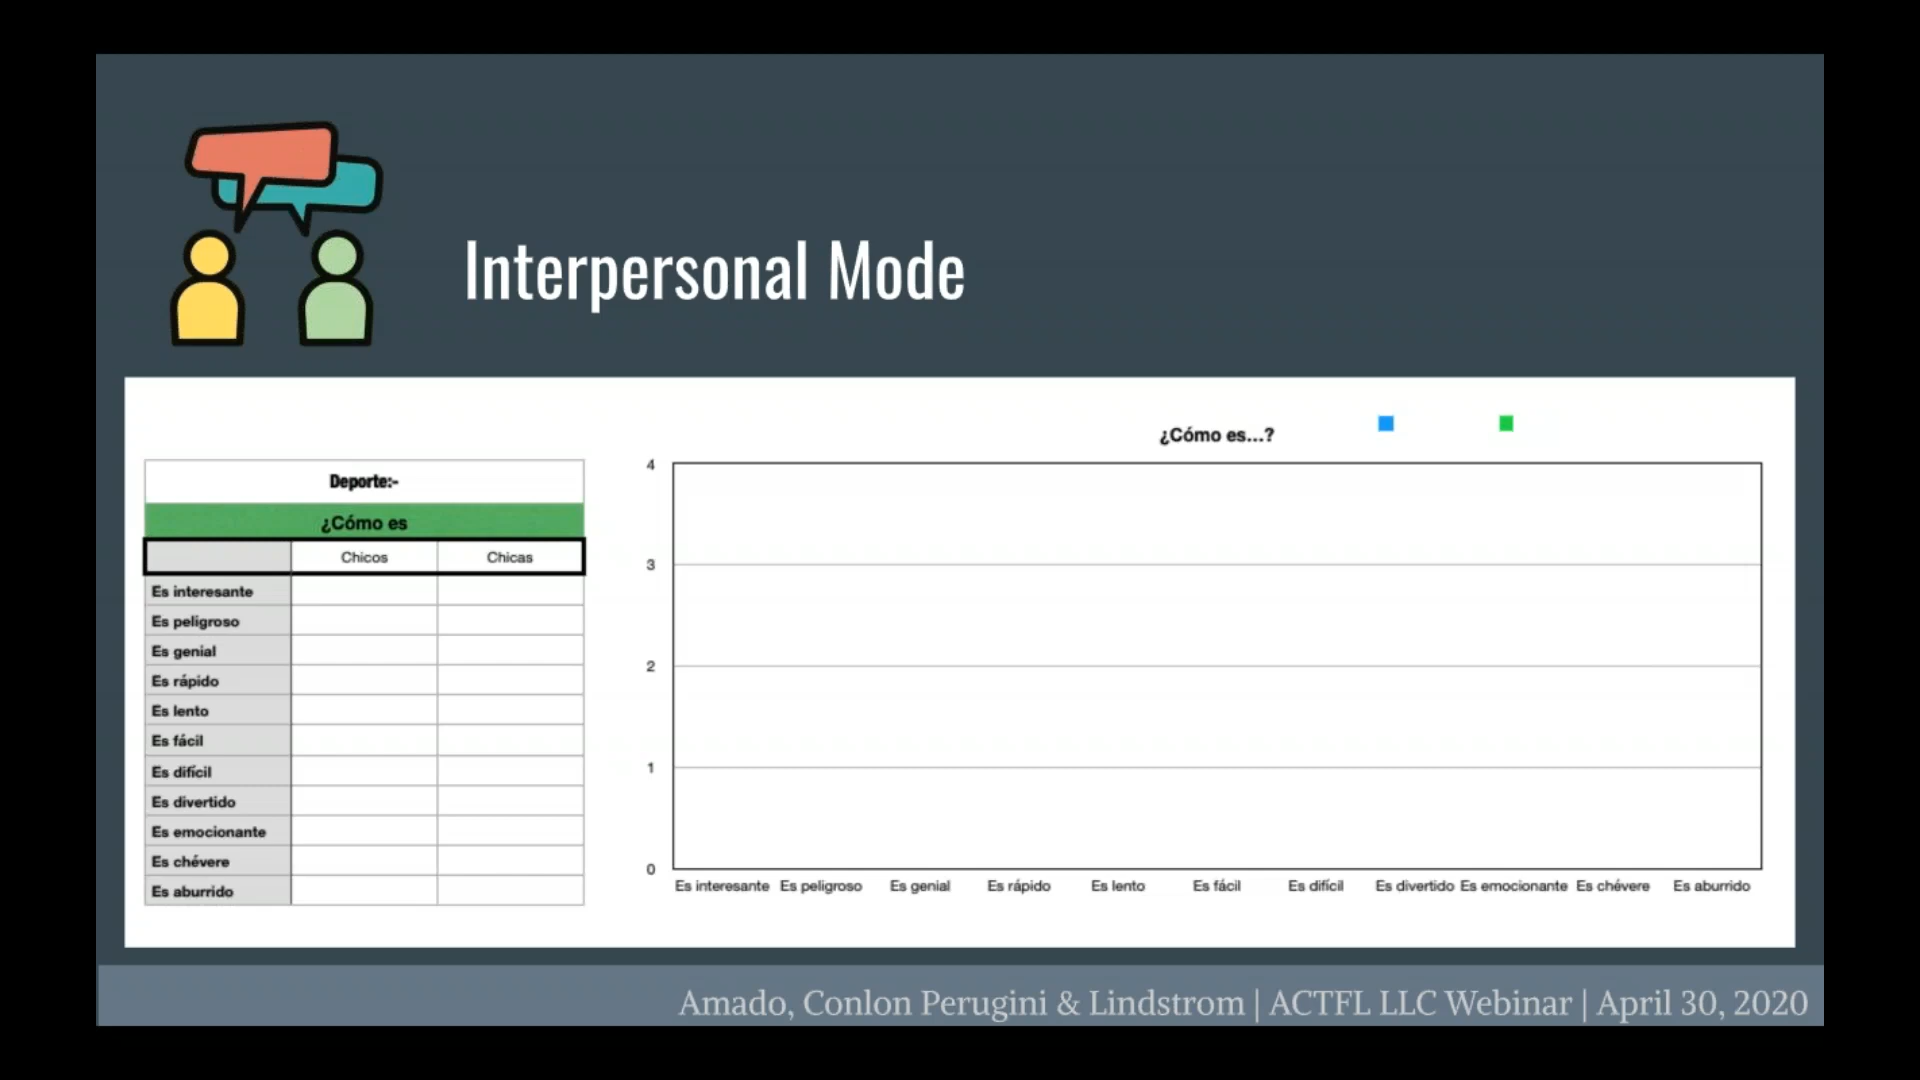 Interpersonal Mode
¿Cómo es...?
Deporte:-
¿Cómo es
Chicos Chicas
Es interesante
Es peligroso
Es genial
Es rápido
Es lento
Es fácil
Es difícil
Es divertido
Es emocionante
Es chévere
Es aburrido
4
3
2
1
0
Es interesante Es peligroso Es genial Es rápido Es lento Es fácil Es difícil Es divertido Es emocionante Es chévere Es aburrido
Amado, Conlon Perugini & Lindstrom | ACTFL LLC Webinar | April 30, 2020